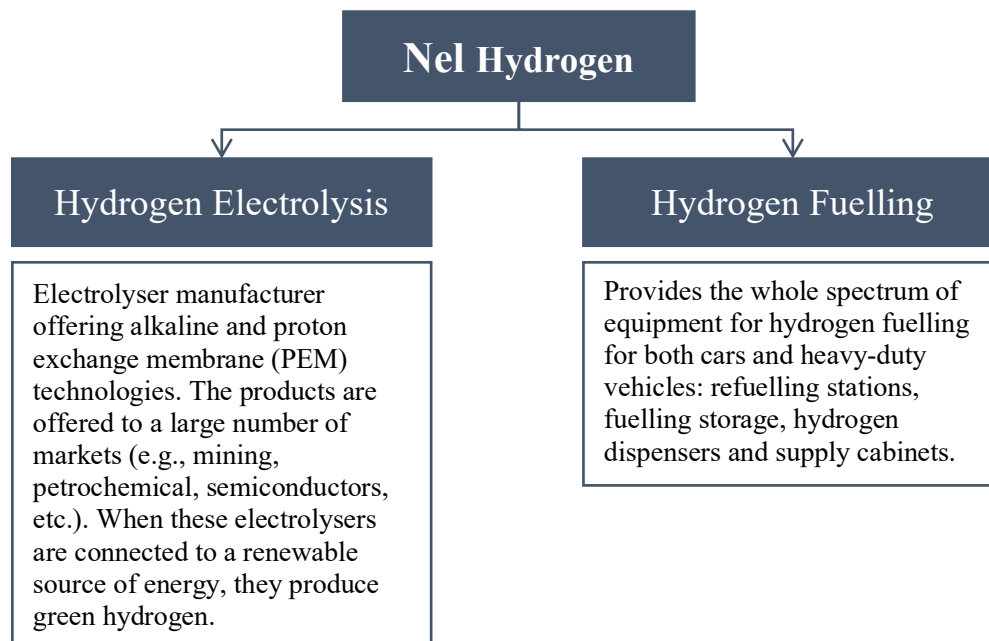 Nel Hydrogen
Hydrogen Electrolysis
Electrolyser manufacturer
offering alkaline and proton
exchange membrane (PEM)
technologies. The products are
offered to a large number of
markets (e.g., mining,
petrochemical, semiconductors,
etc.). When these electrolysers
are connected to a renewable
source of energy, they produce
green hydrogen.
Hydrogen Fuelling
Provides the whole spectrum of
equipment for hydrogen fuelling
for both cars and heavy-duty
vehicles: refuelling stations,
fuelling storage, hydrogen
dispensers and supply cabinets.